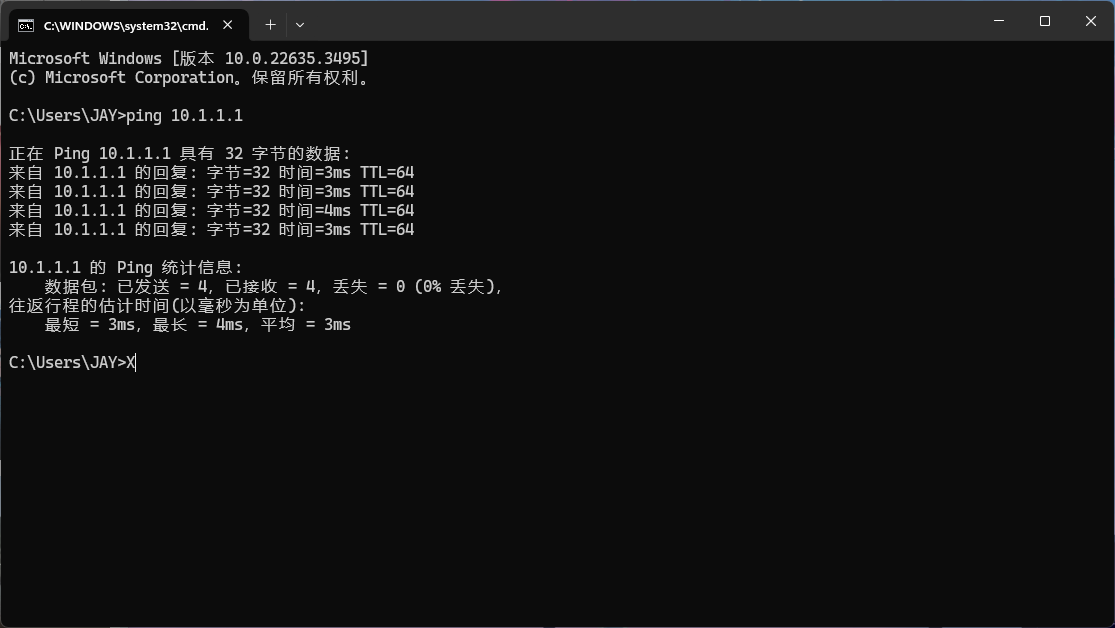 C:\WINDOWS\system32\cmd.
Microsoft Windows [版本 10.0.22635.3495]
(c) Microsoft Corporation。保留所有权利。
C:\Users\JAY>ping 10.1.1.1
正在 Ping 10.1.1.1 具有 32 字节的数据:
来自 10.1.1.1 的回复: 字节=32 时间=3ms TTL=64
来自 10.1.1.1 的回复: 字节=32 时间=3ms TTL=64
来自 10.1.1.1 的回复: 字节=32 时间=4ms TTL=64
来自 10.1.1.1 的回复: 字节=32 时间=3ms TTL=64
10.1.1.1 的 Ping 统计信息:
数据包: 已发送 = 4，已接收 = 4，丢失 = 0 (0% 丢失)，
往返行程的估计时间(以毫秒为单位):
最短 = 3ms，最长 = 4ms，平均 = 3ms
C:\Users\JAY>X